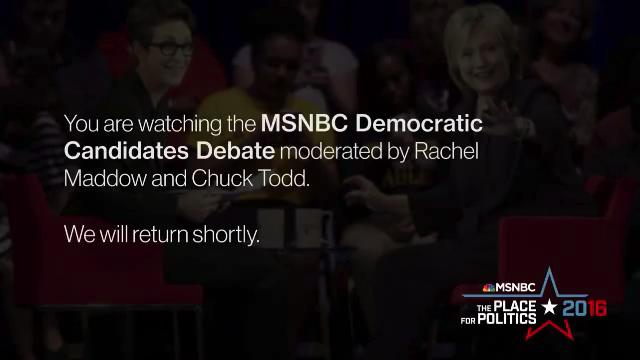 You are watching the MSNBC Democratic
Candidates Debate moderated by Rachel
Maddow and Chuck Todd.
We will return shortly.
MSNBC
THE PLACE
FOR POLITICS 2016